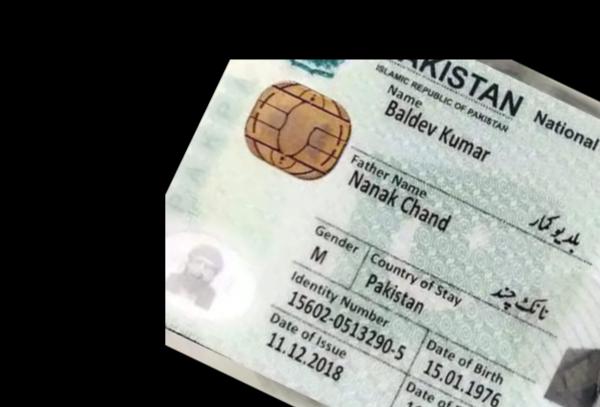 PAKISTAN National
ISLAMIC REPUBLIC OF PAKISTAN
Name
Baldev Kumar
بلدیو کمار
Father Name
Nanak Chand
نانک چند
Gender
M
Country of Stay
Pakistan
Identity Number
15602-0513290-5
Date of Birth
15.01.1976
Date of Issue
11.12.2018
Date of